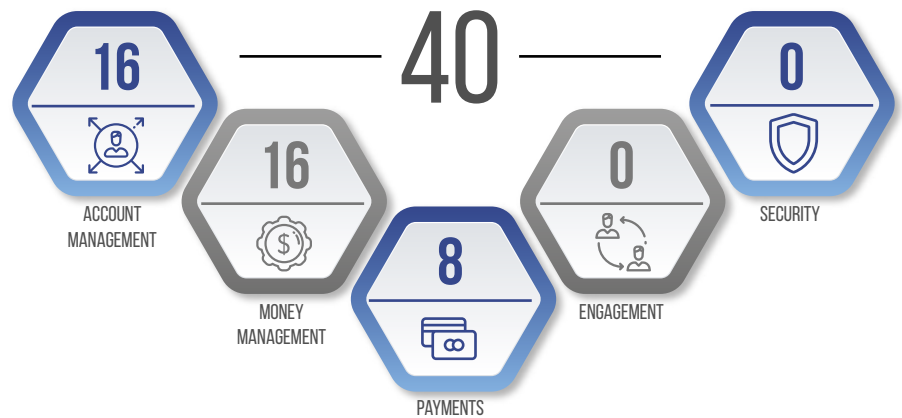 40
16
ACCOUNT
MANAGEMENT
16
$
MONEY
MANAGEMENT
8
PAYMENTS
0
ENGAGEMENT
0
SECURITY